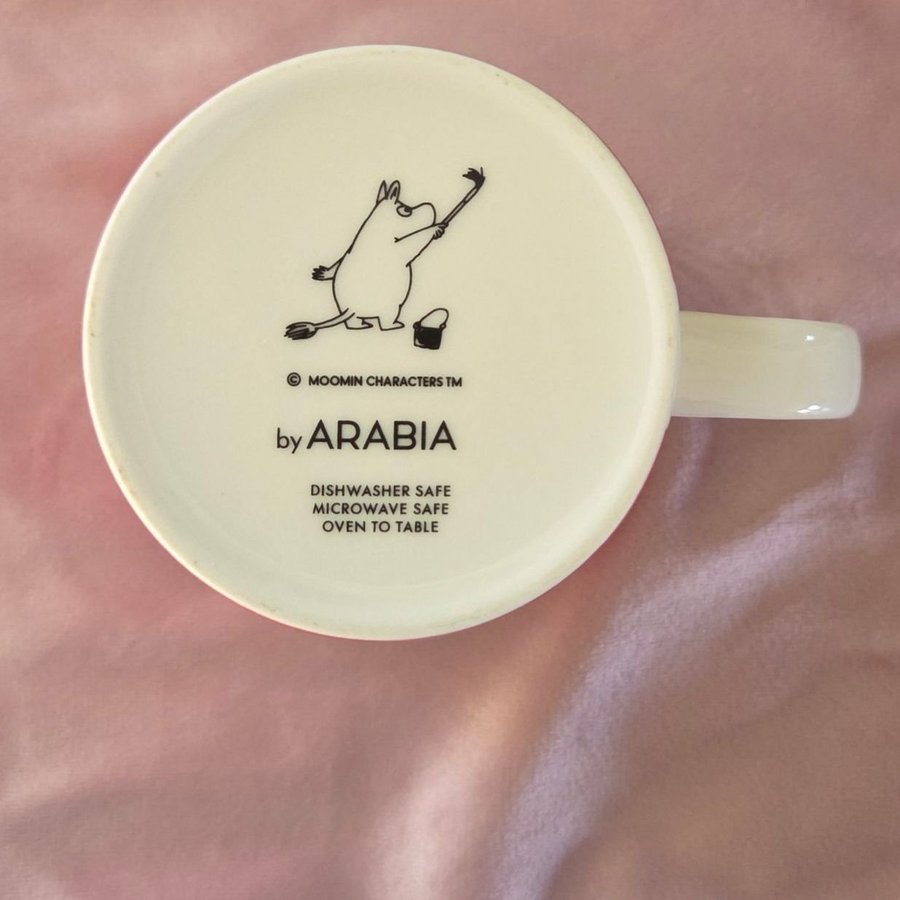 © MOOMIN CHARACTERS TM
by ARABIA
DISHWASHER SAFE
MICROWAVE SAFE
OVEN TO TABLE